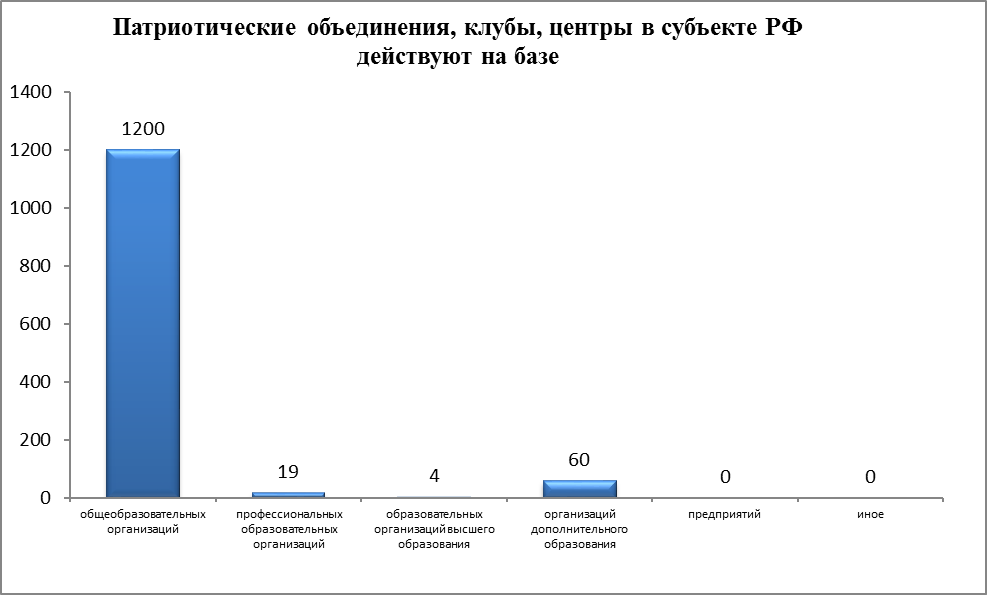 Патриотические объединения, клубы, центры в субъекте РФ
действуют на базе
1400
1200
1000
800
600
400
200
0
1200
19
4
60
0
0
общеобразовательных
организаций
профессиональных
образовательных
организаций
образовательных
организаций высшего
образования
организаций
дополнительного
образования
предприятий
иное